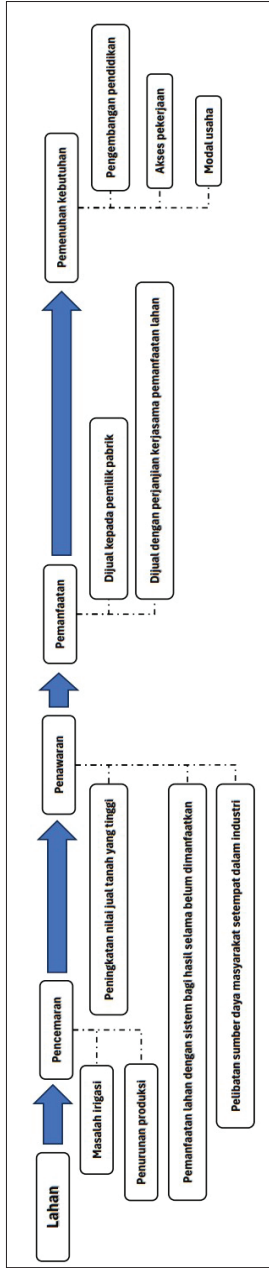 Lahan
Pencemaran
Masalah irigasi
Penurunan produksi
Penawaran
Peningkatan nilai jual tanah yang tinggi
Pemanfaatan lahan dengan sistem bagi hasil selama belum dimanfaatkan
Pelibatan sumber daya masyarakat setempat dalam industri
Pemanfaatan
Dijual kepada pemilik pabrik
Dijual dengan perjanjian kerjasama pemanfaatan lahan
Pemenuhan kebutuhan
Pengembangan pendidikan
Akses pekerjaan
Modal usaha